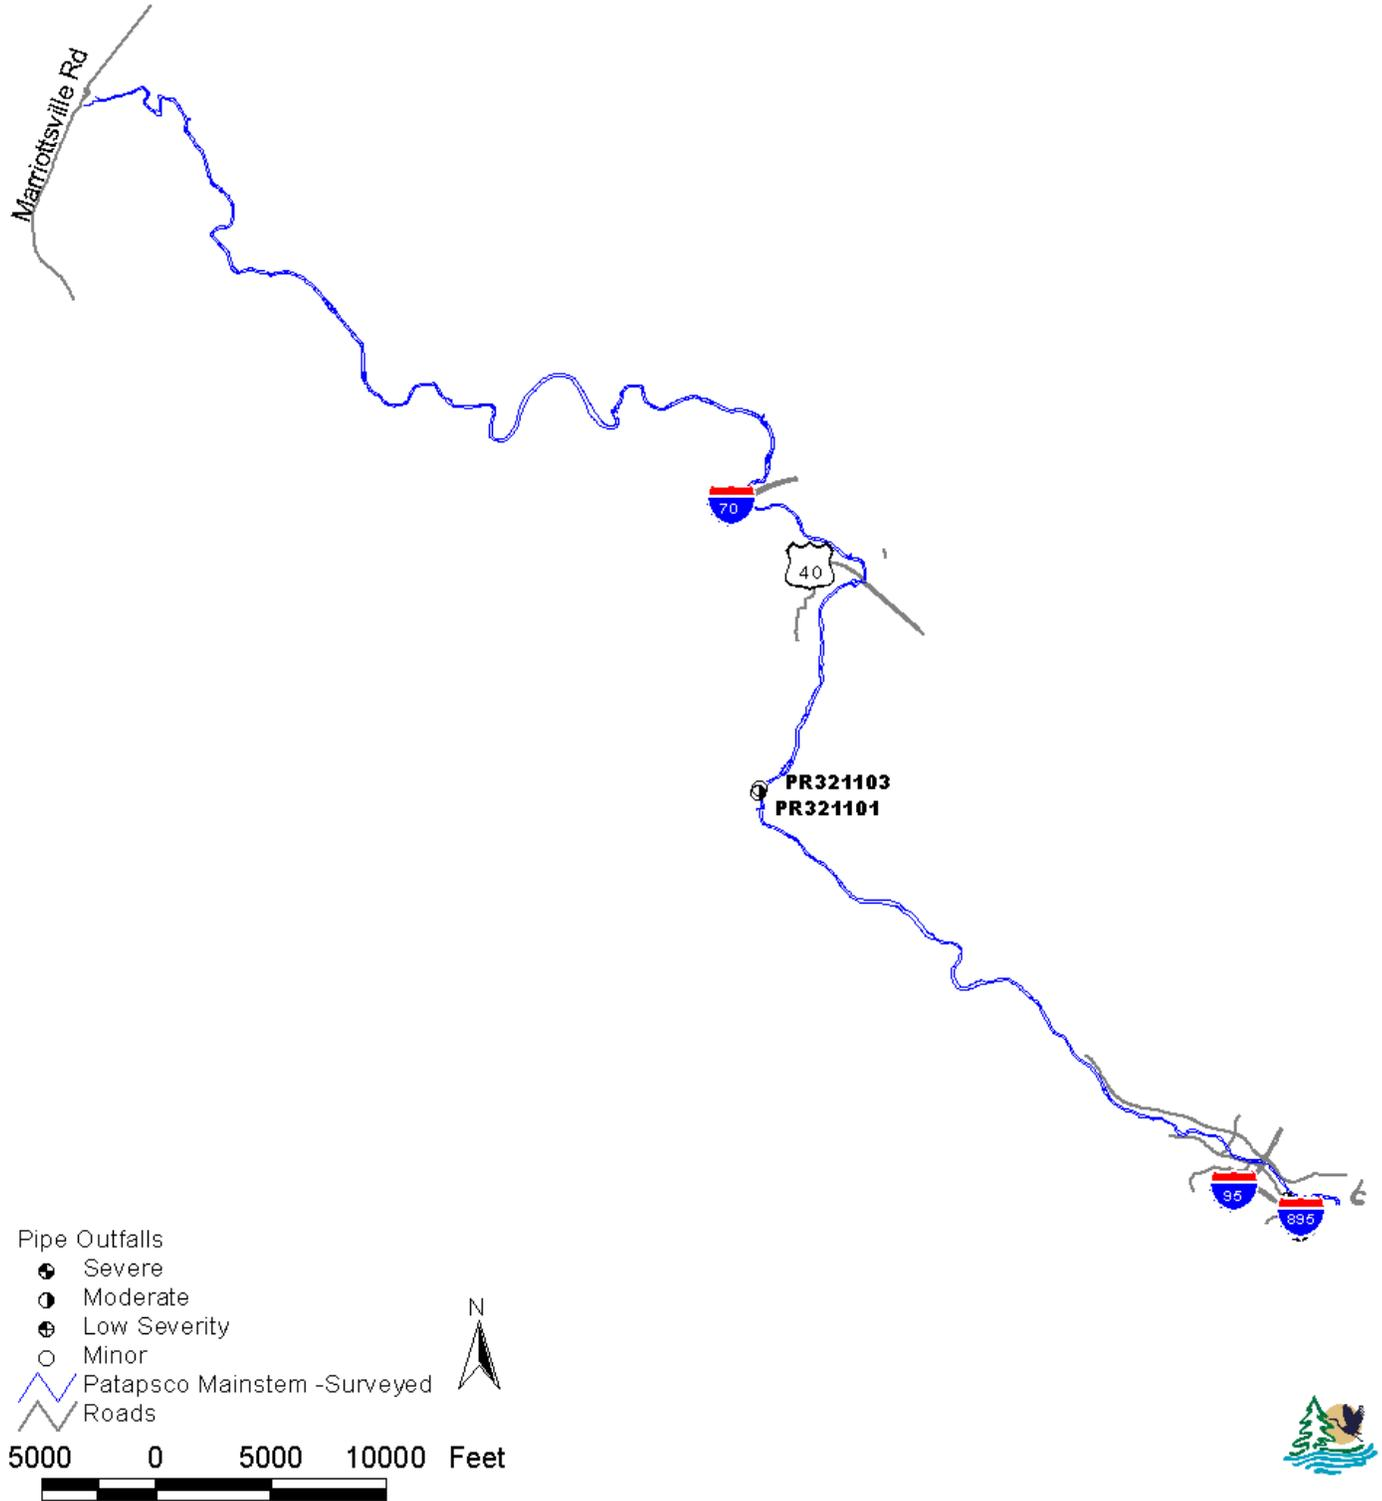 Marriottsville Rd
70
40
PR321103
PR321101
95
895
Pipe Outfalls
Severe
Moderate
Low Severity
Minor
Patapsco Mainstem -Surveyed
Roads
N
5000 0 5000 10000 Feet